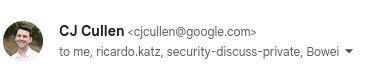 CJ Cullen <cjcullen@google.com>
to me, ricardo.katz, security-discuss-private, Bowei